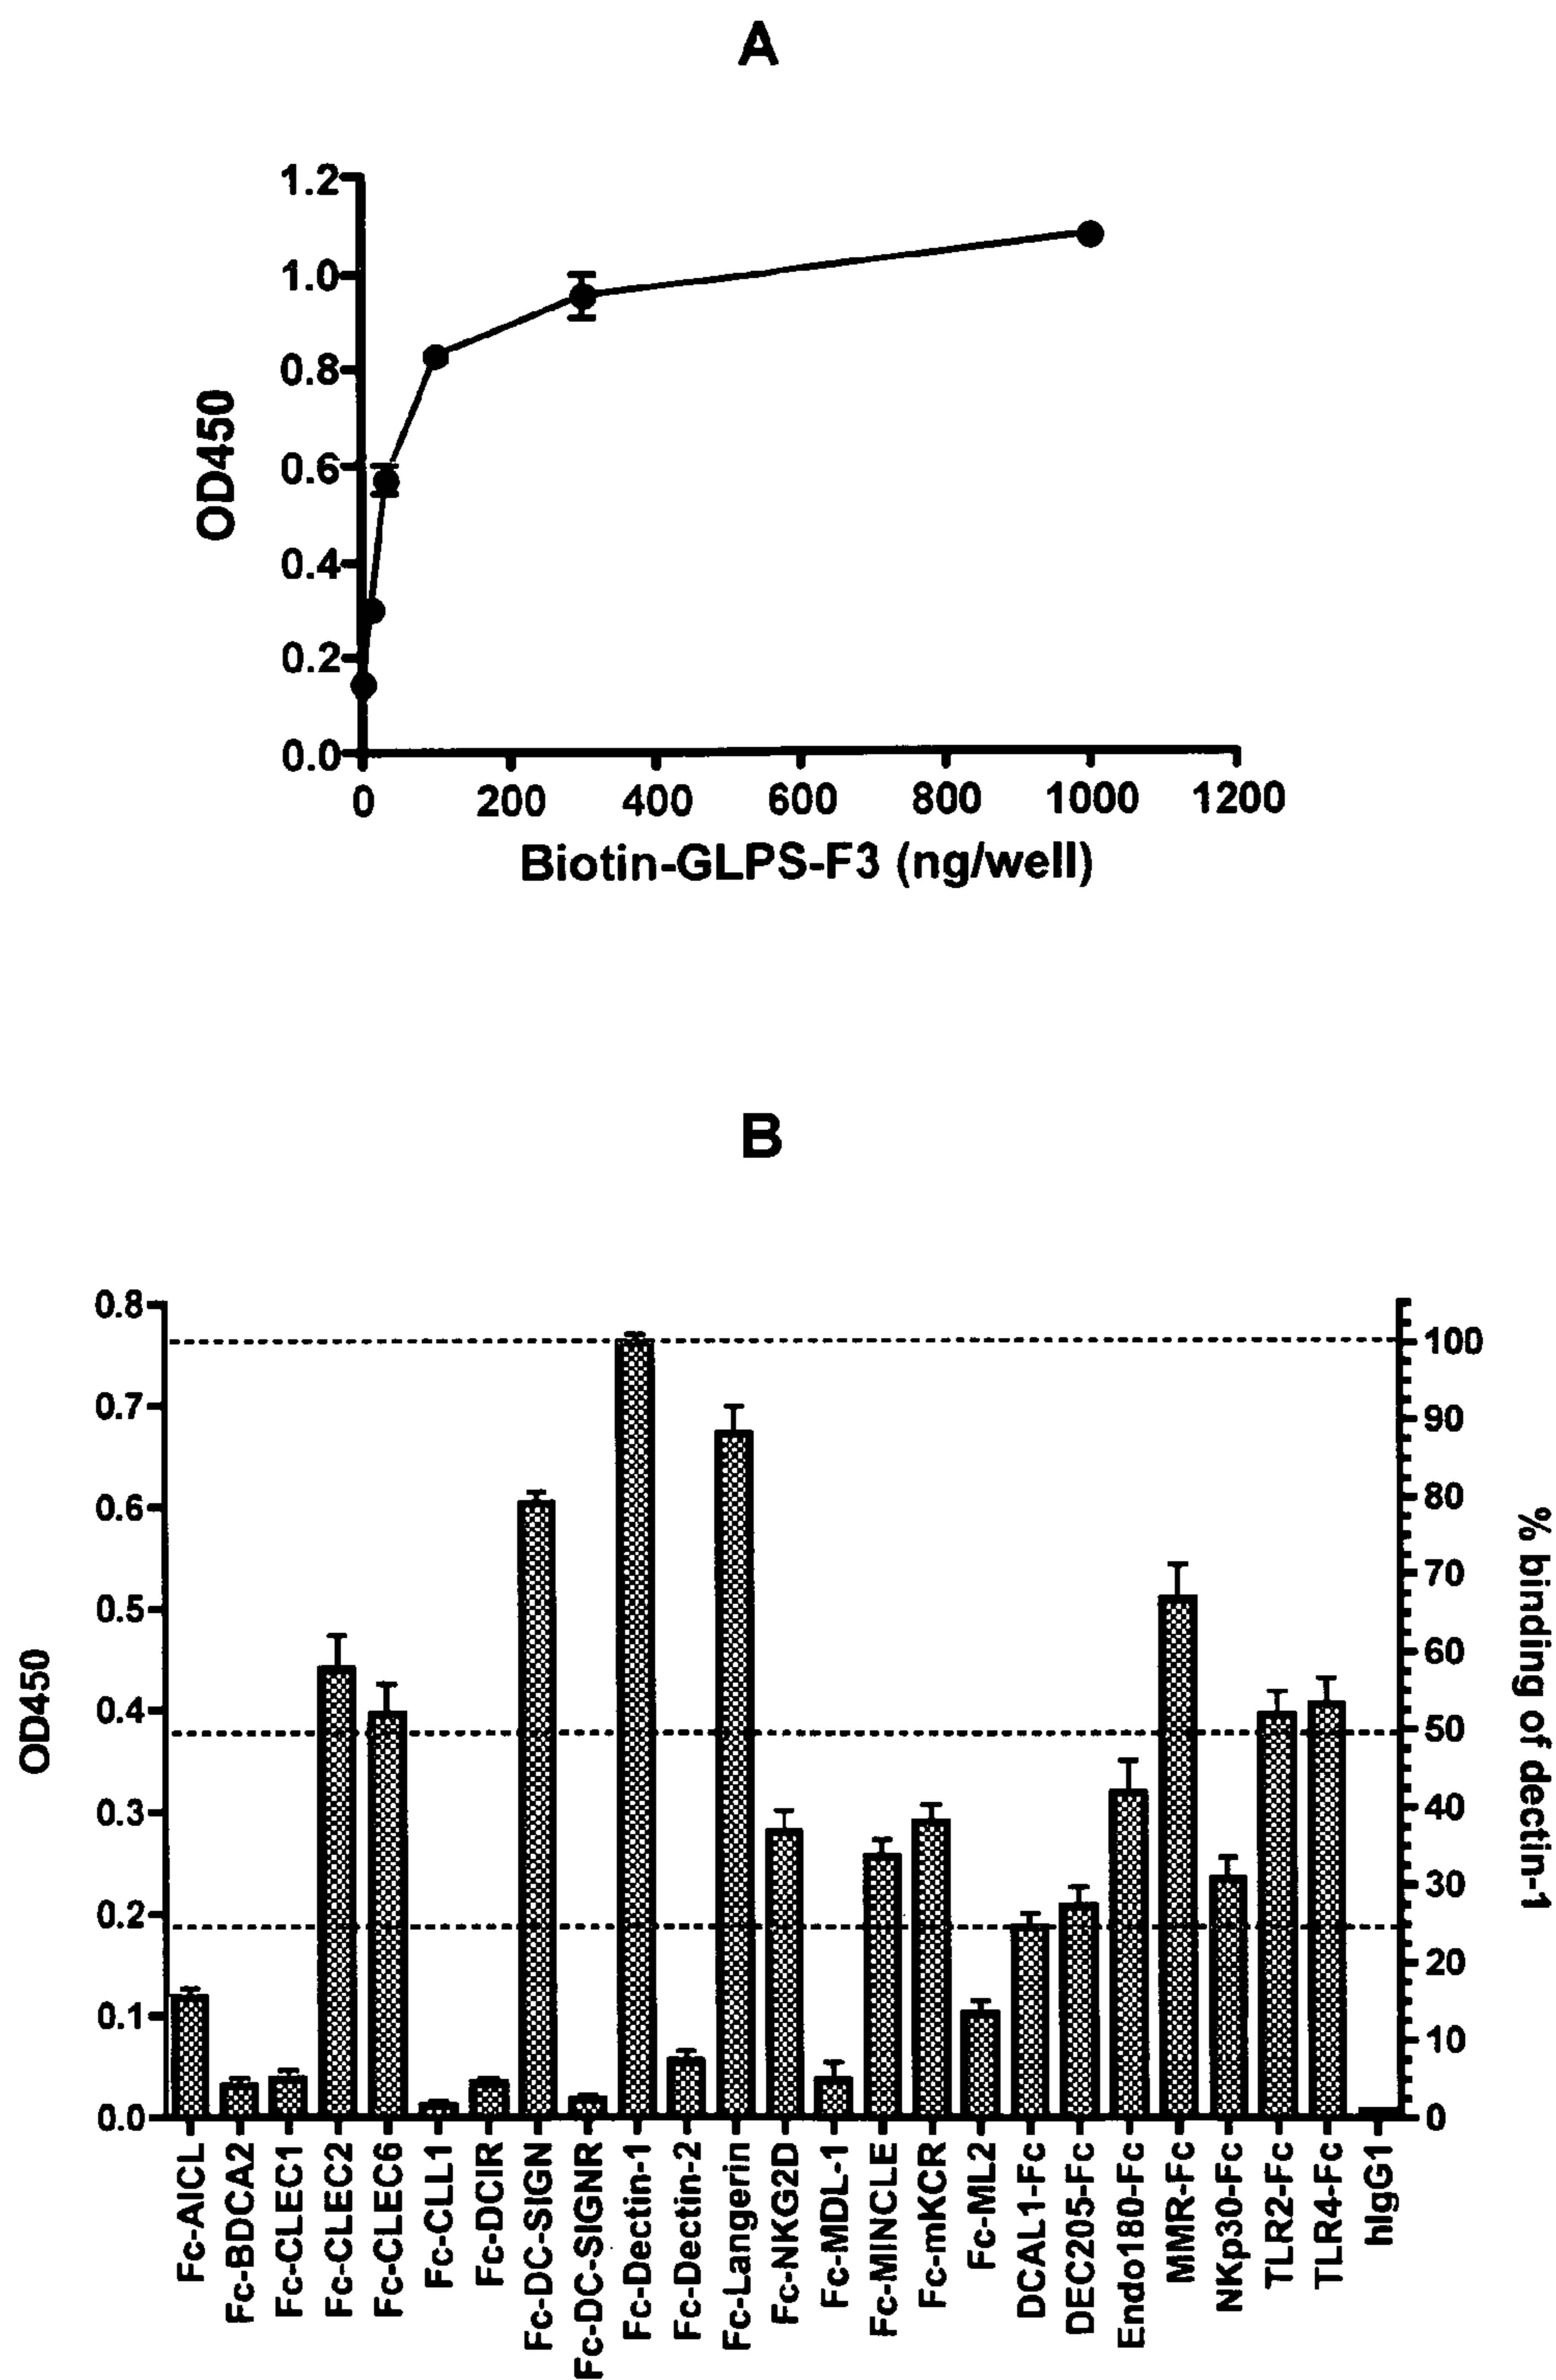 A
1.2
1.0
0.8
0.6
0.4
0.2
0.0
OD450
0 200 400 600 800 1000 1200
Biotin-GLPS-F3 (ng/well)
B
0.8
0.7
0.6
0.5
0.4
0.3
0.2
0.1
0.0
OD450
100
90
80
70
60
50
40
30
20
10
0
% binding of dectin-1
Fc-AICL
Fc-BDCA2
Fc-CLEC1
Fc-CLEC2
Fc-CLEC6
Fc-CLL1
Fc-DCIR
Fc-DC-SIGN
Fc-DC-SIGNR
Fc-Dectin-1
Fc-Dectin-2
Fc-Langerin
Fc-NKG2D
Fc-MDL-1
Fc-MINCLE
Fc-mKCR
Fc-ML2
DCAL1-Fc
DEC205-Fc
Endo180-Fc
MMR-Fc
NKp30-Fc
TLR2-Fc
TLR4-Fc
hIgG1